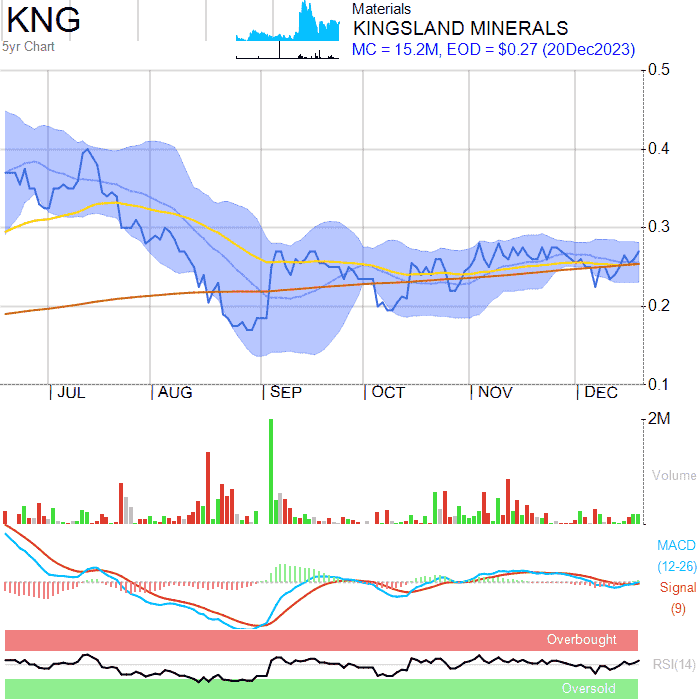 KNG
5yr Chart
Materials
KINGSLAND MINERALS
MC = 15.2M, EOD = $0.27 (20Dec2023)
0.5
0.4
0.3
0.2
0.1
JUL AUG SEP OCT NOV DEC
2M
Volume
MACD
(12-26)
Signal
(9)
Overbought
RSI(14)
Oversold